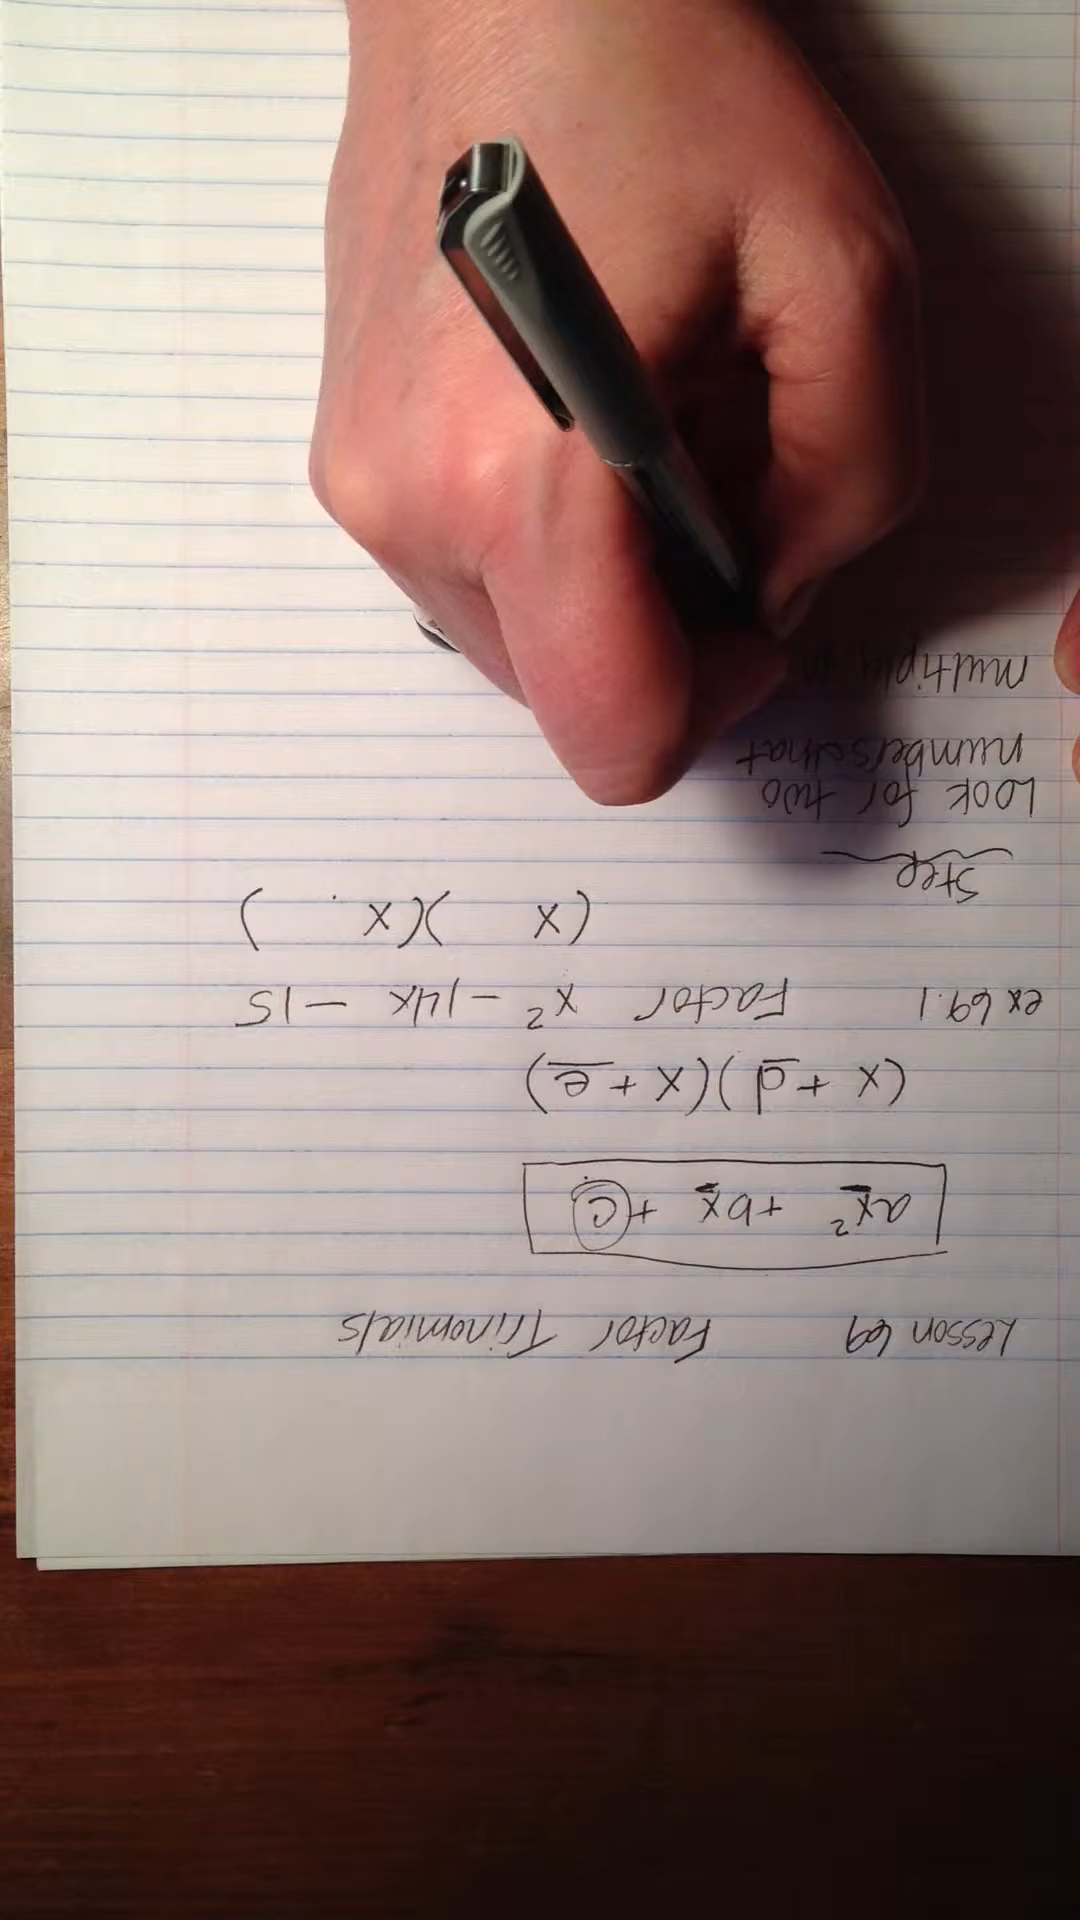 Lesson 69 Factor Trinomials
ax² + bx + c
(x + d)(x + e)
ex 69.1 Factor x² - 14x - 15
(x )(x )
Step
Look for two
numbers that
multiply to